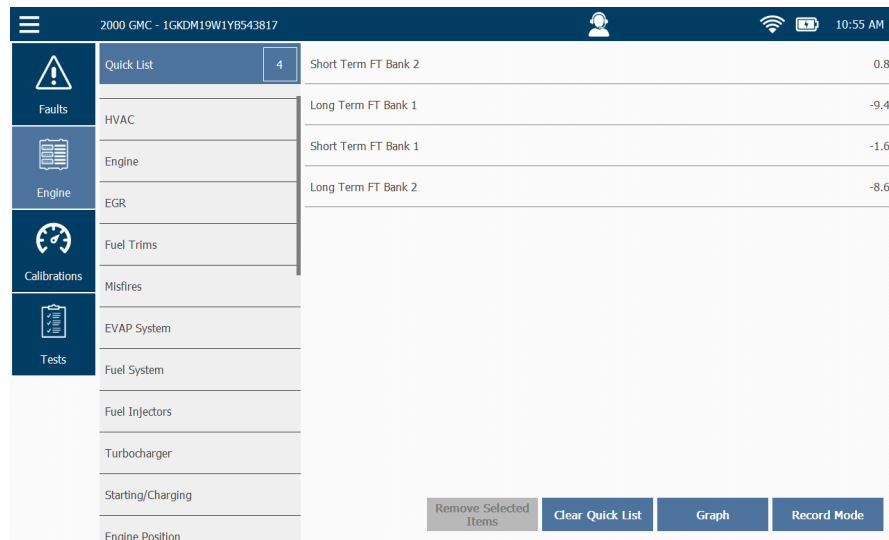 2000 GMC - 1GKDM19W1YB543817
10:55 AM
Faults
Engine
Calibrations
Tests
Quick List 4
HVAC
Engine
EGR
Fuel Trims
Misfires
EVAP System
Fuel System
Fuel Injectors
Turbocharger
Starting/Charging
Engine Position
Short Term FT Bank 2 0.8
Long Term FT Bank 1 -9.4
Short Term FT Bank 1 -1.6
Long Term FT Bank 2 -8.6
Remove Selected
Items
Clear Quick List
Graph
Record Mode